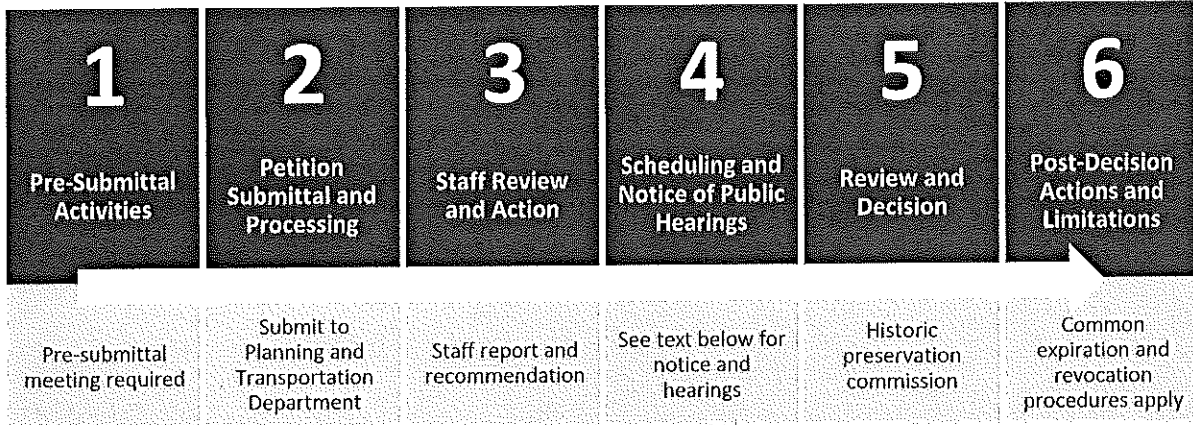 1
Pre-Submittal
Activities
2
Petition
Submittal and
Processing
3
Staff Review
and Action
4
Scheduling and
Notice of Public
Hearings
5
Review and
Decision
6
Post-Decision
Actions and
Limitations
Pre-submittal
meeting required
Submit to
Planning and
Transportation
Department
Staff report and
recommendation
See text below for
notice and
hearings
Historic
preservation
commission
Common
expiration and
revocation
procedures apply